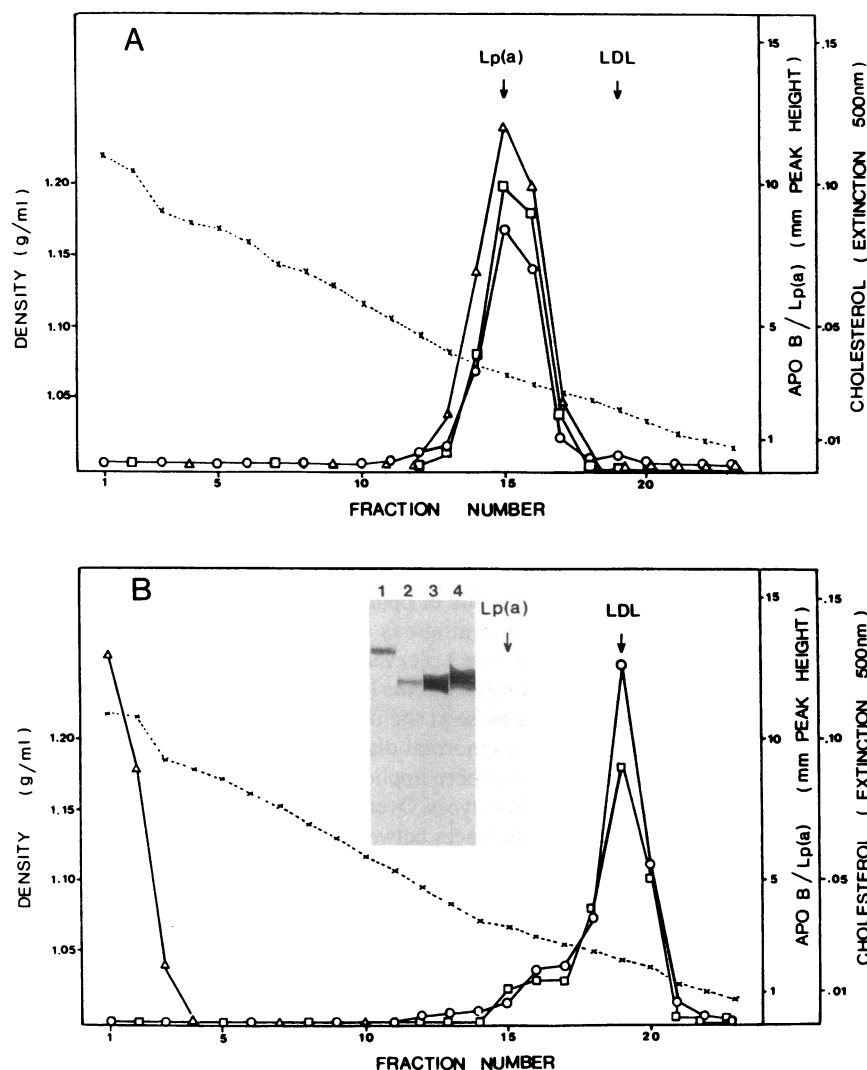 A
Lp(a)
LDL
DENSITY (g/ml)
1.20
1.15
1.10
1.05
15
10
5
1
APO B / Lp(a) (mm PEAK HEIGHT)
.15
.10
.05
.01
CHOLESTEROL (EXTINCTION 500nm)
1
5
10
15
20
FRACTION NUMBER
B
1 2 3 4
Lp(a)
LDL
DENSITY (g/ml)
1.20
1.15
1.10
1.05
15
10
5
1
APO B / Lp(a) (mm PEAK HEIGHT)
.15
.10
.05
.01
CHOLESTEROL (EXTINCTION 500nm)
1
5
10
15
20
FRACTION NUMBER